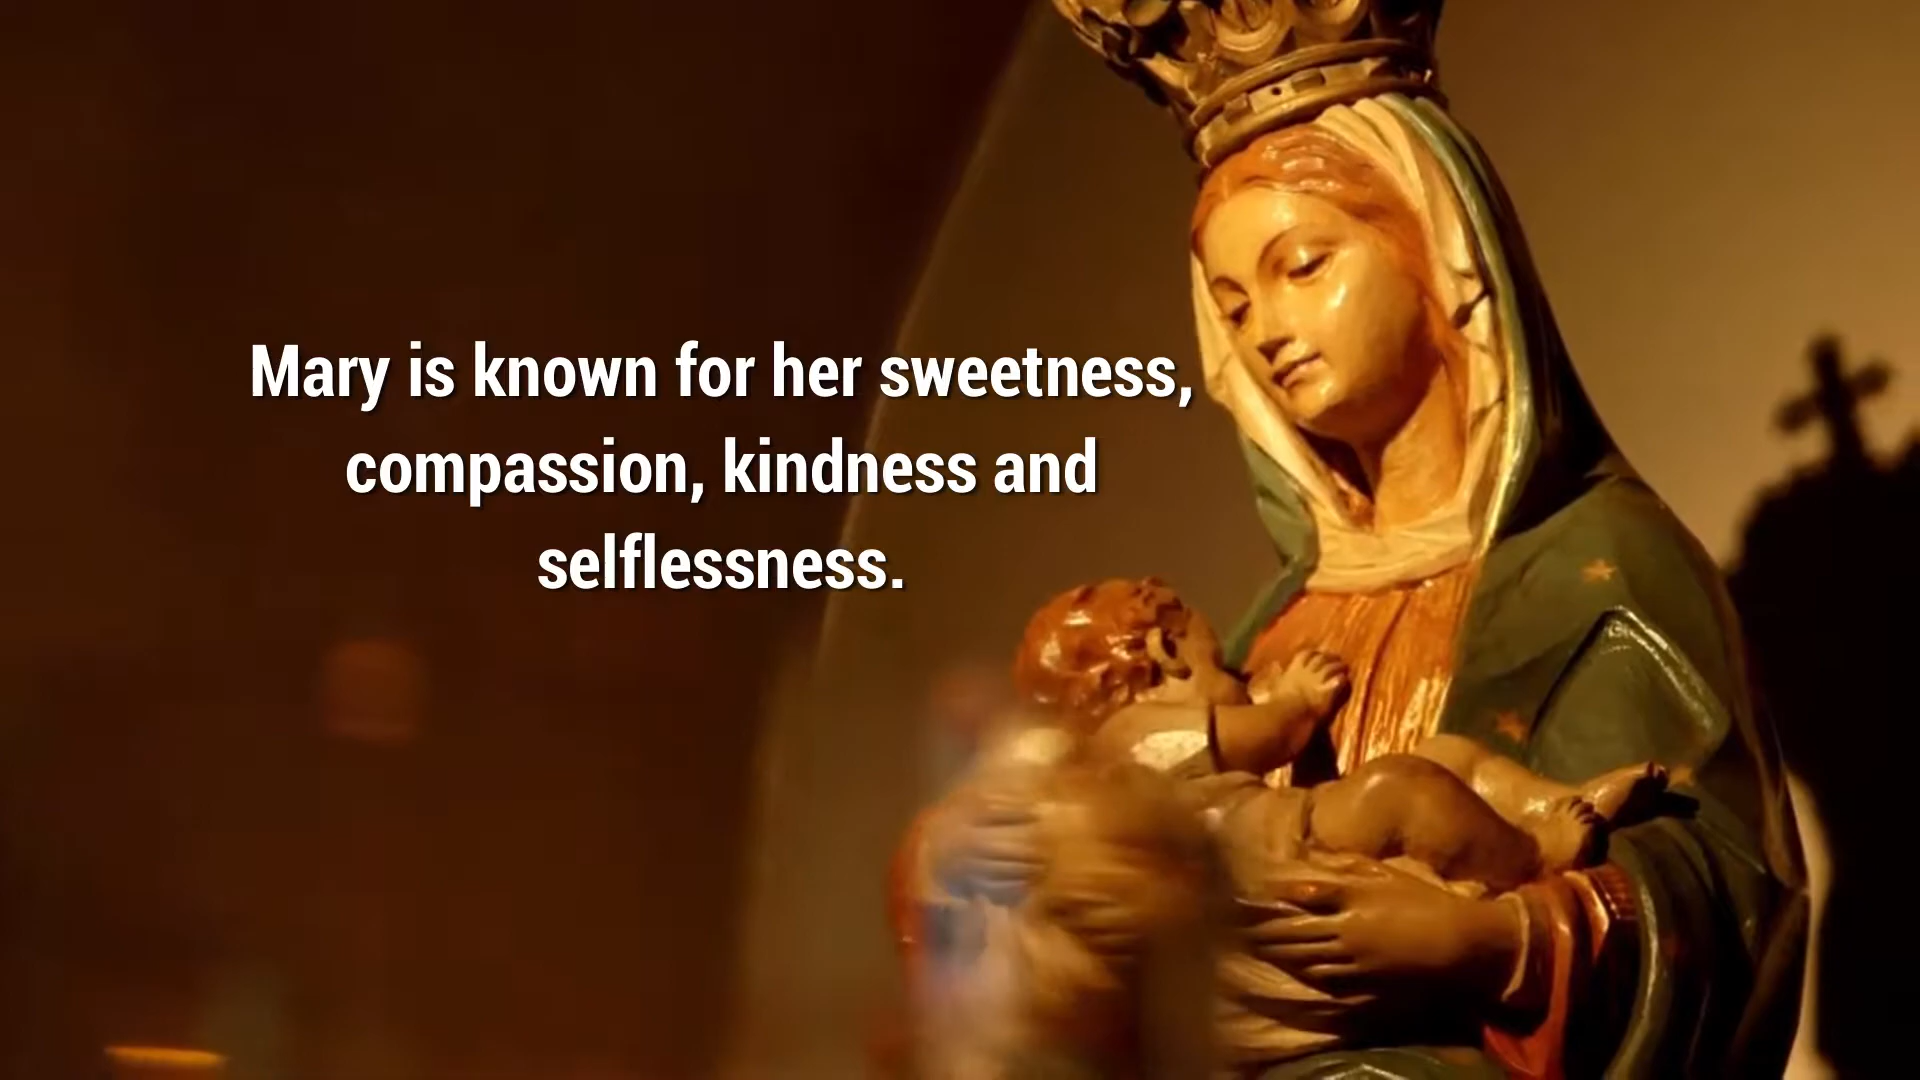 Mary is known for her sweetness,
compassion, kindness and
selflessness.